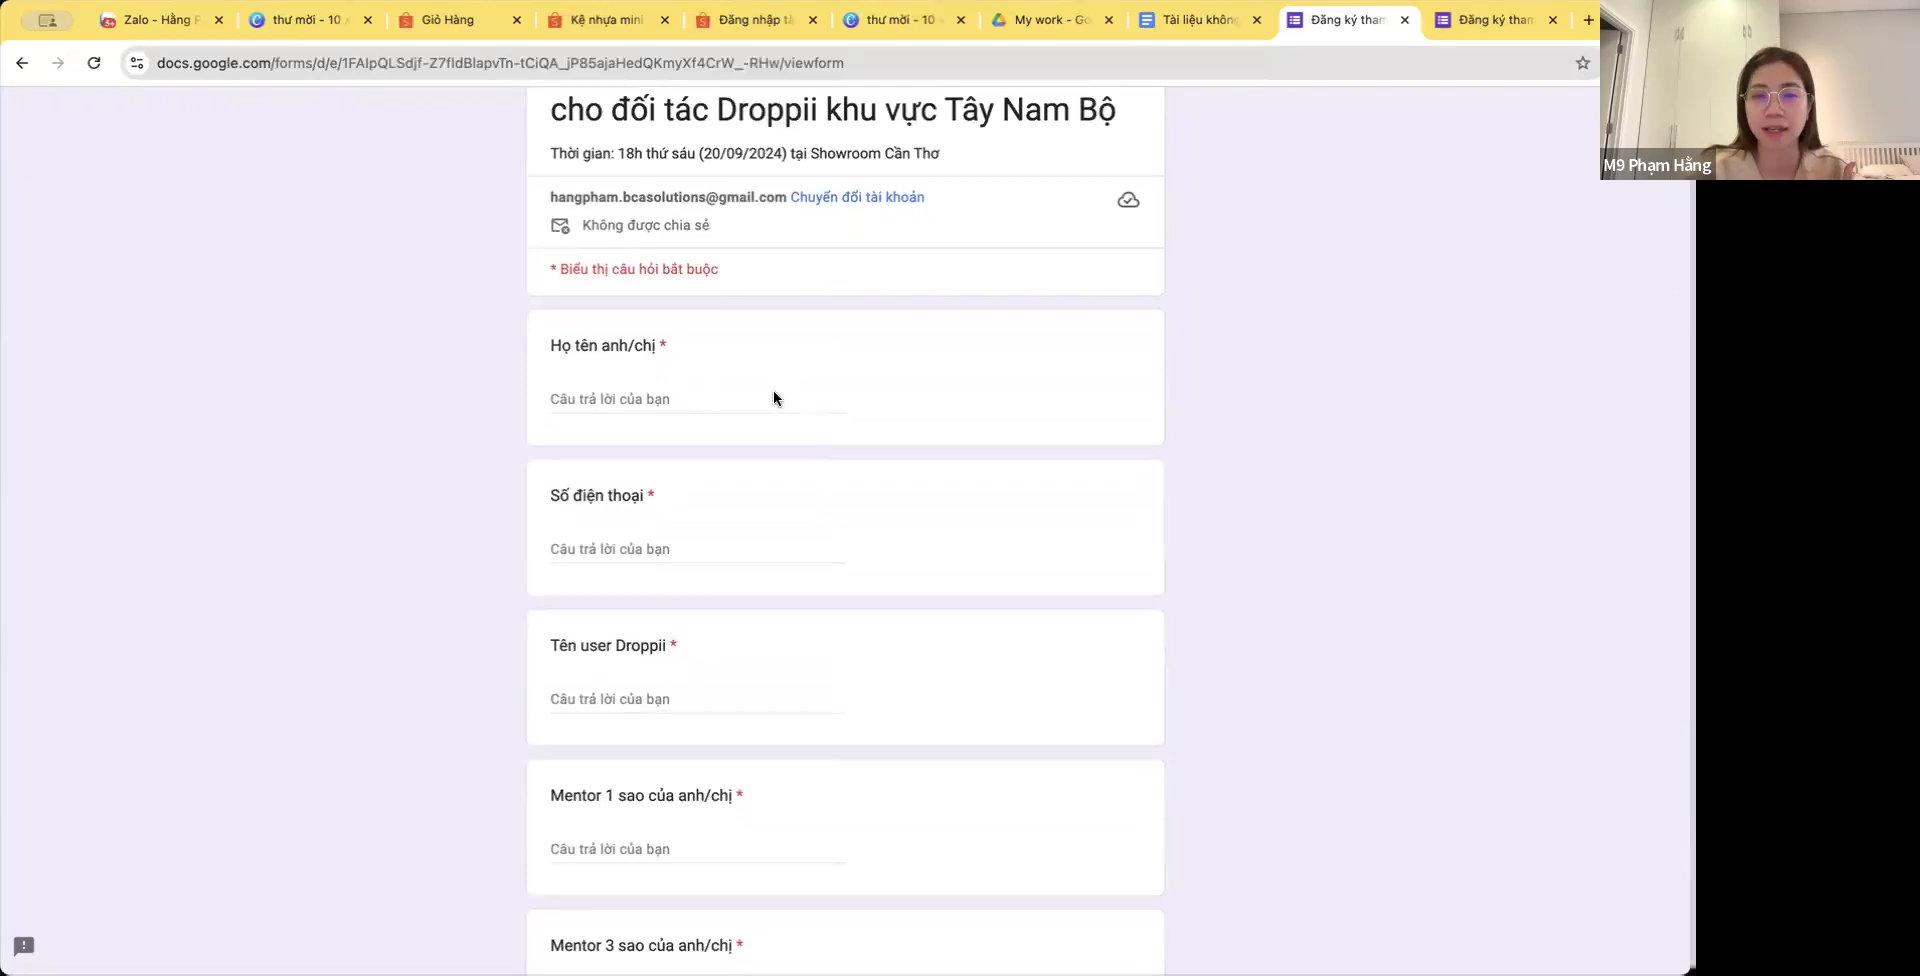 Zalo - Hằng P
thư mời - 10
Giỏ Hàng
Kệ nhựa mini
Đăng nhập tà
thư mời - 10
My work - Go
Tài liệu khôn
Đăng ký tham
Đăng ký tham
docs.google.com/forms/d/e/1FAIpQLSdjf-Z7fldBlapvTn-tCiQA_jP85ajaHedQKmyXf4CrW_-RHw/viewform
cho đối tác Droppii khu vực Tây Nam Bộ
Thời gian: 18h thứ sáu (20/09/2024) tại Showroom Cần Thơ
hangpham.bcasolutions@gmail.com Chuyển đổi tài khoản
Không được chia sẻ
* Biểu thị câu hỏi bắt buộc
Họ tên anh/chị *
Câu trả lời của bạn
Số điện thoại *
Câu trả lời của bạn
Tên user Droppii *
Câu trả lời của bạn
Mentor 1 sao của anh/chị *
Câu trả lời của bạn
Mentor 3 sao của anh/chị *
M9 Phạm Hằng